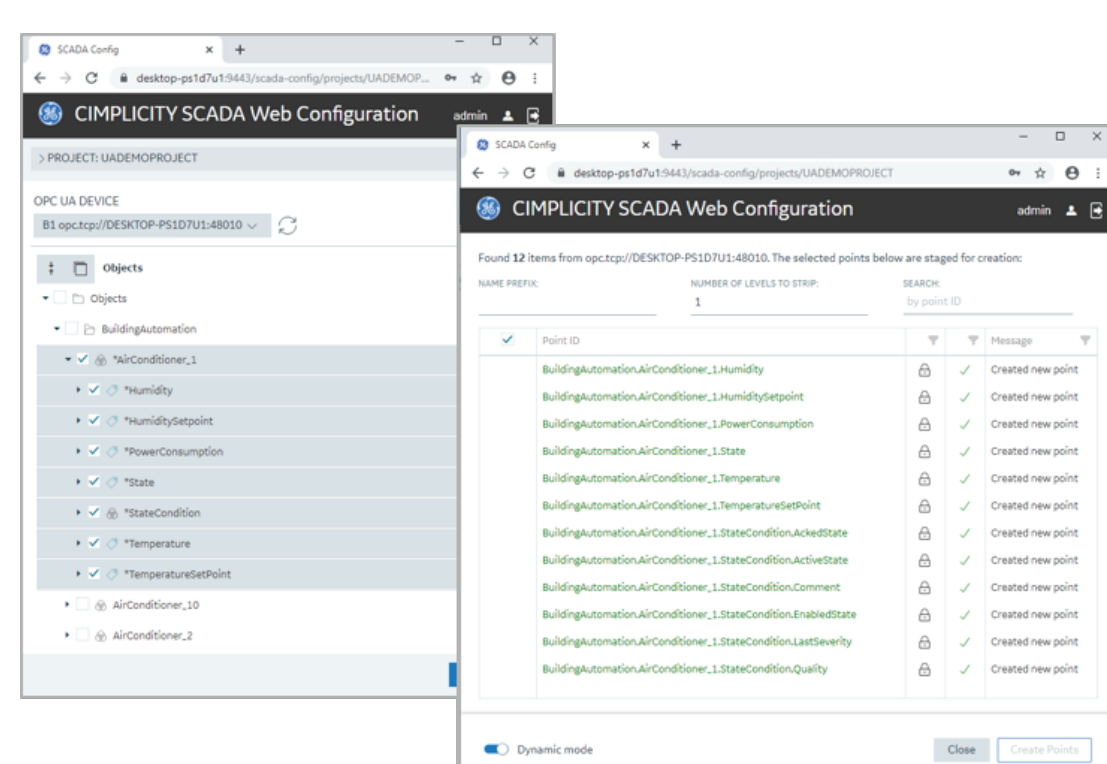 SCADA Config
desktop-ps1d7u1:9443/scada-config/projects/UADEMOP...
CIMPLICITY SCADA Web Configuration admin
> PROJECT: UADEMOPROJECT
OPC UA DEVICE
B1 opc.tcp://DESKTOP-PS1D7U1:48010
Objects
Objects
BuildingAutomation
*AirConditioner_1
*Humidity
*HumiditySetpoint
*PowerConsumption
*State
*StateCondition
*Temperature
*TemperatureSetPoint
AirConditioner_10
AirConditioner_2
SCADA Config
desktop-ps1d7u1:9443/scada-config/projects/UADEMOPROJECT
CIMPLICITY SCADA Web Configuration admin
Found 12 items from opc.tcp://DESKTOP-PS1D7U1:48010. The selected points below are staged for creation:
NAME PREFIX: NUMBER OF LEVELS TO STRIP: SEARCH:
1 by point ID
Point ID Message
BuildingAutomation.AirConditioner_1.Humidity Created new point
BuildingAutomation.AirConditioner_1.HumiditySetpoint Created new point
BuildingAutomation.AirConditioner_1.PowerConsumption Created new point
BuildingAutomation.AirConditioner_1.State Created new point
BuildingAutomation.AirConditioner_1.Temperature Created new point
BuildingAutomation.AirConditioner_1.TemperatureSetPoint Created new point
BuildingAutomation.AirConditioner_1.StateCondition.AckedState Created new point
BuildingAutomation.AirConditioner_1.StateCondition.ActiveState Created new point
BuildingAutomation.AirConditioner_1.StateCondition.Comment Created new point
BuildingAutomation.AirConditioner_1.StateCondition.EnabledState Created new point
BuildingAutomation.AirConditioner_1.StateCondition.LastSeverity Created new point
BuildingAutomation.AirConditioner_1.StateCondition.Quality Created new point
Dynamic mode Close Create Points